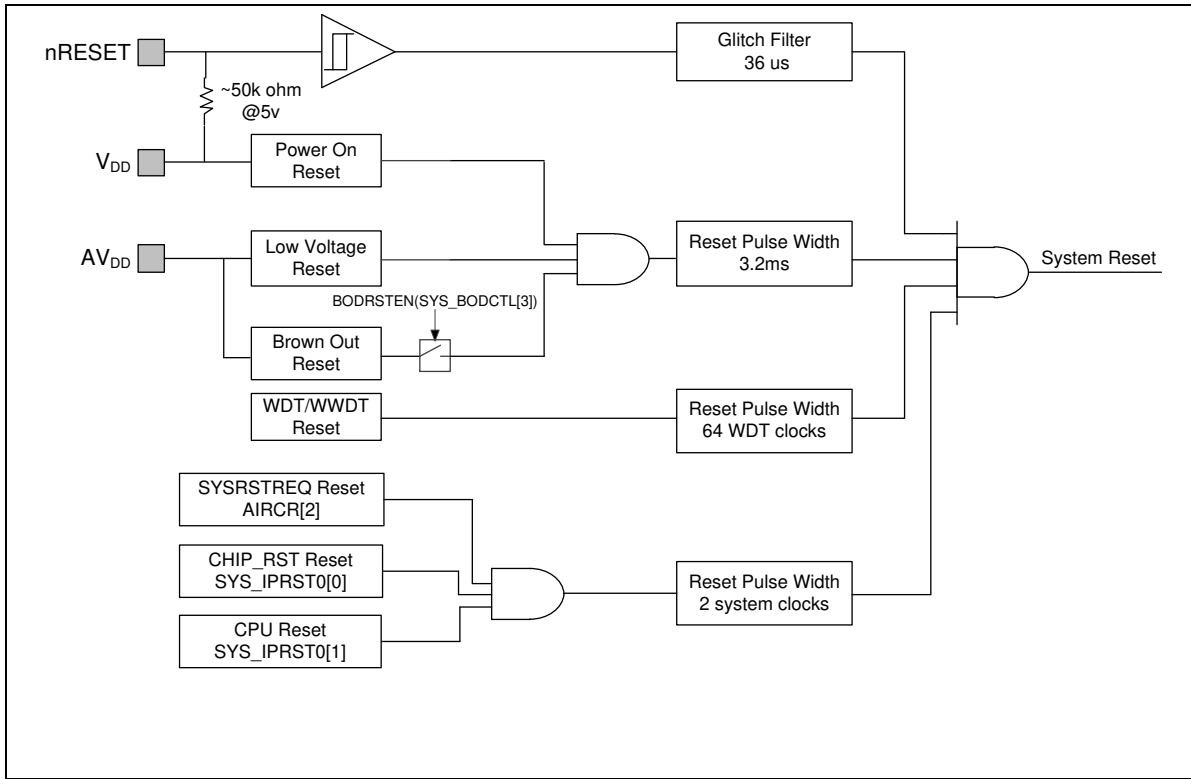 nRESET
Glitch Filter
36 us
~50k ohm
@5v
VDD
Power On
Reset
AVDD
Low Voltage
Reset
Reset Pulse Width
3.2ms
System Reset
BODRSTEN(SYS_BODCTL[3])
Brown Out
Reset
WDT/WWDT
Reset
Reset Pulse Width
64 WDT clocks
SYSRSTREQ Reset
AIRCR[2]
CHIP_RST Reset
SYS_IPRST0[0]
Reset Pulse Width
2 system clocks
CPU Reset
SYS_IPRST0[1]